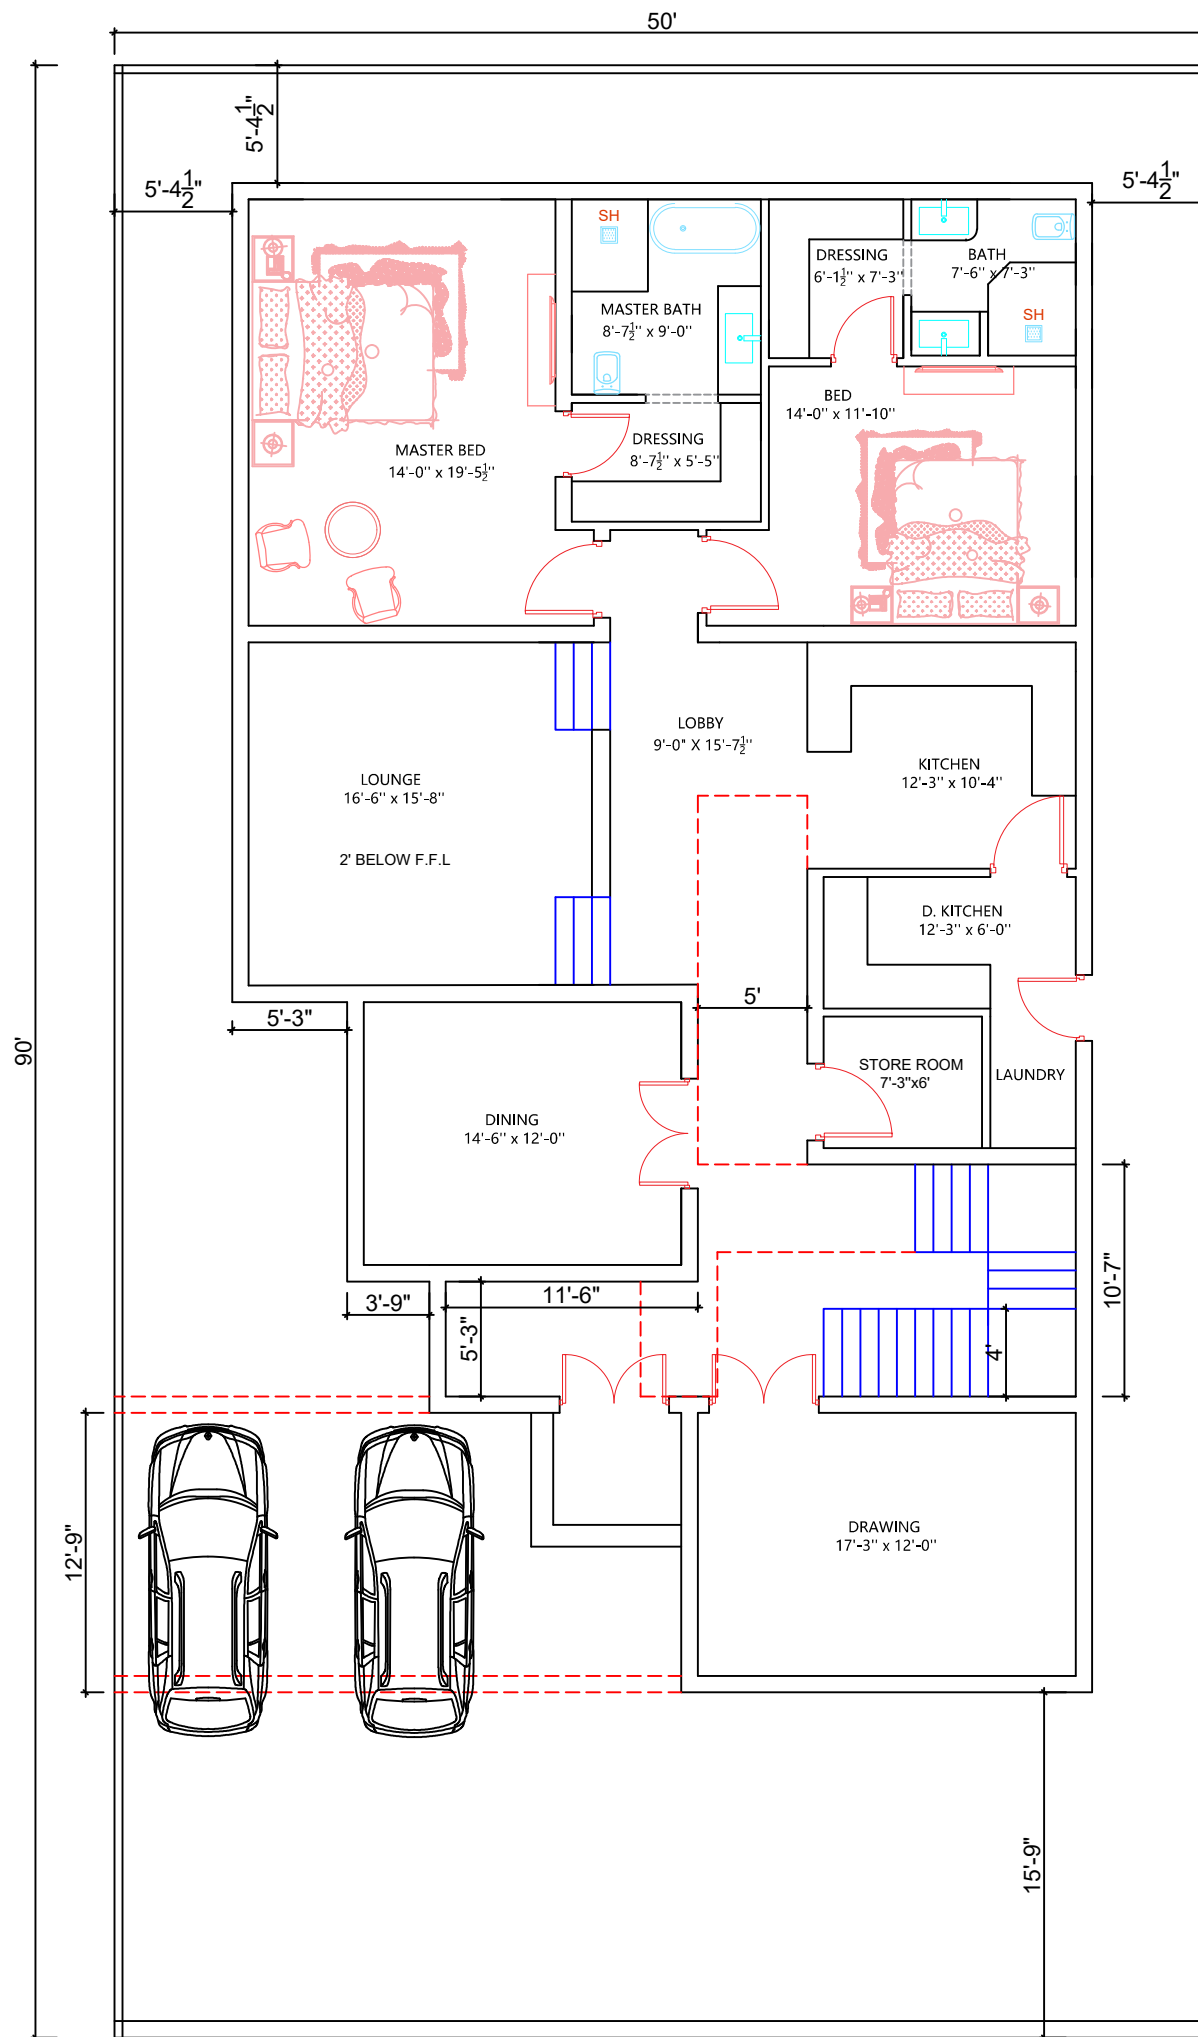 50'
5'-4½"
5'-4½"
5'-4½"
SH
DRESSING
6'-1½'' x 7'-3''
BATH
7'-6'' x 7'-3''
MASTER BATH
8'-7½'' x 9'-0''
SH
BED
14'-0'' x 11'-10''
MASTER BED
14'-0'' x 19'-5½''
DRESSING
8'-7½'' x 5'-5''
LOBBY
9'-0" X 15'-7½''
LOUNGE
16'-6'' x 15'-8''
KITCHEN
12'-3'' x 10'-4''
2' BELOW F.F.L
D. KITCHEN
12'-3'' x 6'-0''
5'
5'-3"
90'
STORE ROOM
7'-3"x6'
LAUNDRY
DINING
14'-6'' x 12'-0''
10'-7"
3'-9"
11'-6"
5'-3"
4'
12'-9"
DRAWING
17'-3'' x 12'-0''
15'-9"